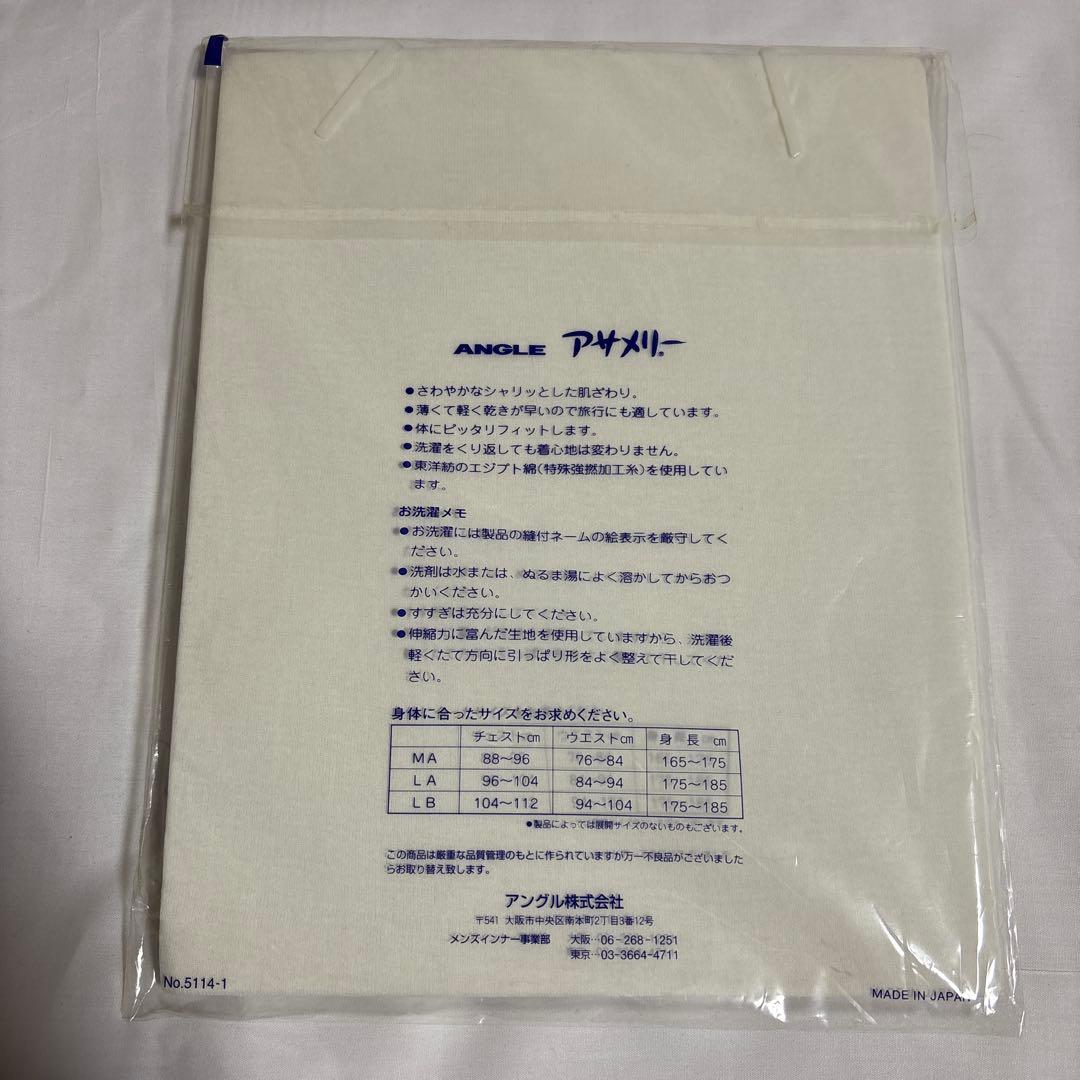 ANGLE アサメリー®
●さわやかなシャリッとした肌ざわり。
●薄くて軽く乾きが早いので旅行にも適しています。
●体にピッタリフィットします。
●洗濯をくり返しても着心地は変わりません。
●東洋紡のエジプト綿(特殊強撚加工糸)を使用してい
ます。
お洗濯メモ
●お洗濯には製品の縫付ネームの絵表示を厳守してく
ださい。
●洗剤は水または、ぬるま湯によく溶かしてからおつ
かいください。
●すすぎは充分にしてください。
●伸縮力に富んだ生地を使用していますから、洗濯後
軽くたて方向に引っぱり形をよく整えて干してくだ
さい。
身体に合ったサイズをお求めください。
チェスト㎝ ウエスト㎝ 身長 ㎝
MA 88〜96 76〜84 165〜175
LA 96〜104 84〜94 175〜185
LB 104〜112 94〜104 175〜185
●製品によっては展開サイズのないものもございます。
この商品は厳重な品質管理のもとに作られていますが万一不良品がございました
らお取り替え致します。
アングル株式会社
〒541 大阪市中央区南本町2丁目3番12号
メンズインナー事業部 大阪…06-268-1251
東京…03-3664-4711
No.5114-1
MADE IN JAPAN